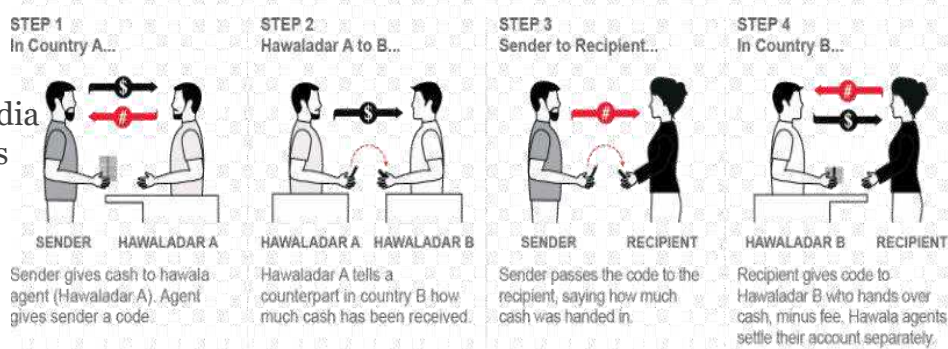 STEP 1
In Country A...
$
#
SENDER HAWALADAR A
Sender gives cash to hawala
agent (Hawaladar A). Agent
gives sender a code
STEP 2
Hawaladar A to B...
$
HAWALADAR A HAWALADAR B
Hawaladar A tells a
counterpart in country B how
much cash has been received.
STEP 3
Sender to Recipient...
#
SENDER RECIPIENT
Sender passes the code to the
recipient, saying how much
cash was handed in.
STEP 4
In Country B...
#
$
HAWALADAR B RECIPIENT
Recipient gives code to
Hawaladar B who hands over
cash, minus fee. Hawala agents
settle their account separately.